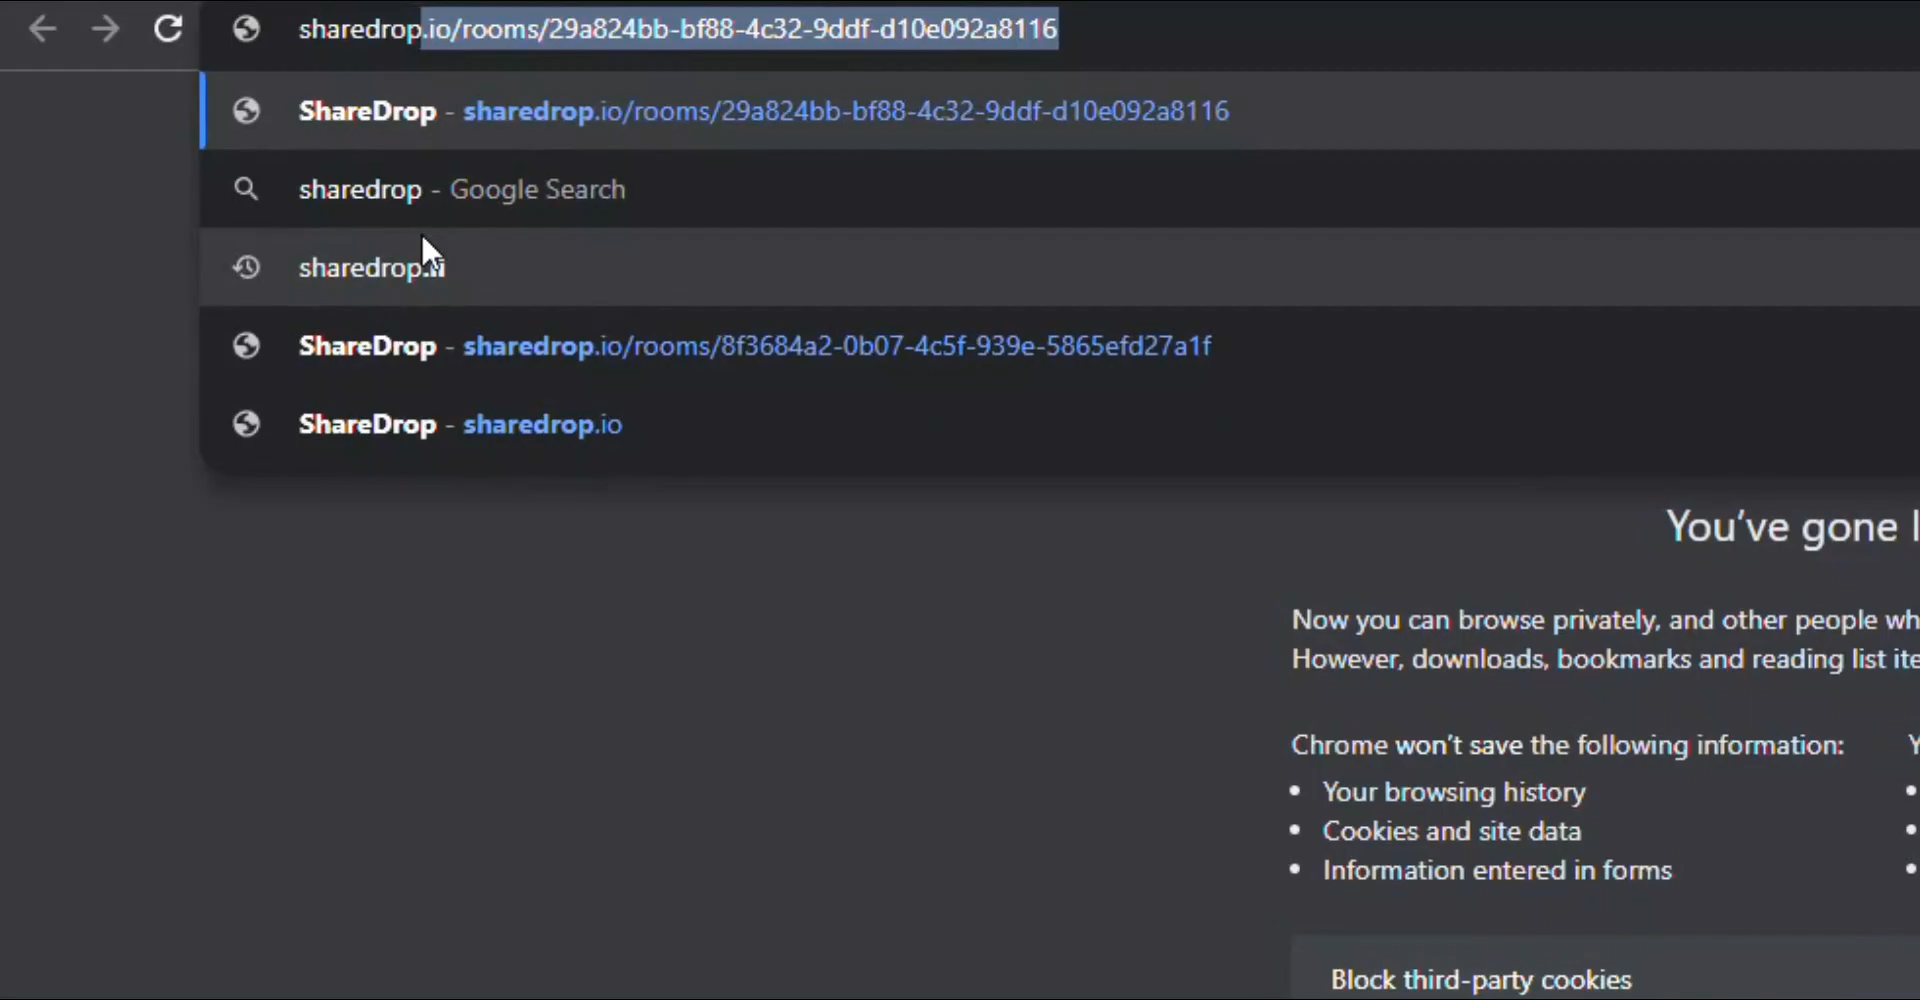 sharedrop.io/rooms/29a824bb-bf88-4c32-9ddf-d10e092a8116
ShareDrop - sharedrop.io/rooms/29a824bb-bf88-4c32-9ddf-d10e092a8116
sharedrop - Google Search
ShareDrop - sharedrop.io/rooms/8f3684a2-0b07-4c5f-939e-5865efd27a1f
ShareDrop - sharedrop.io
You've gone
Now you can browse privately, and other people
However, downloads, bookmarks and reading list
Chrome won't save the following information:
• Your browsing history
• Cookies and site data
• Information entered in forms
Block third-party cookies